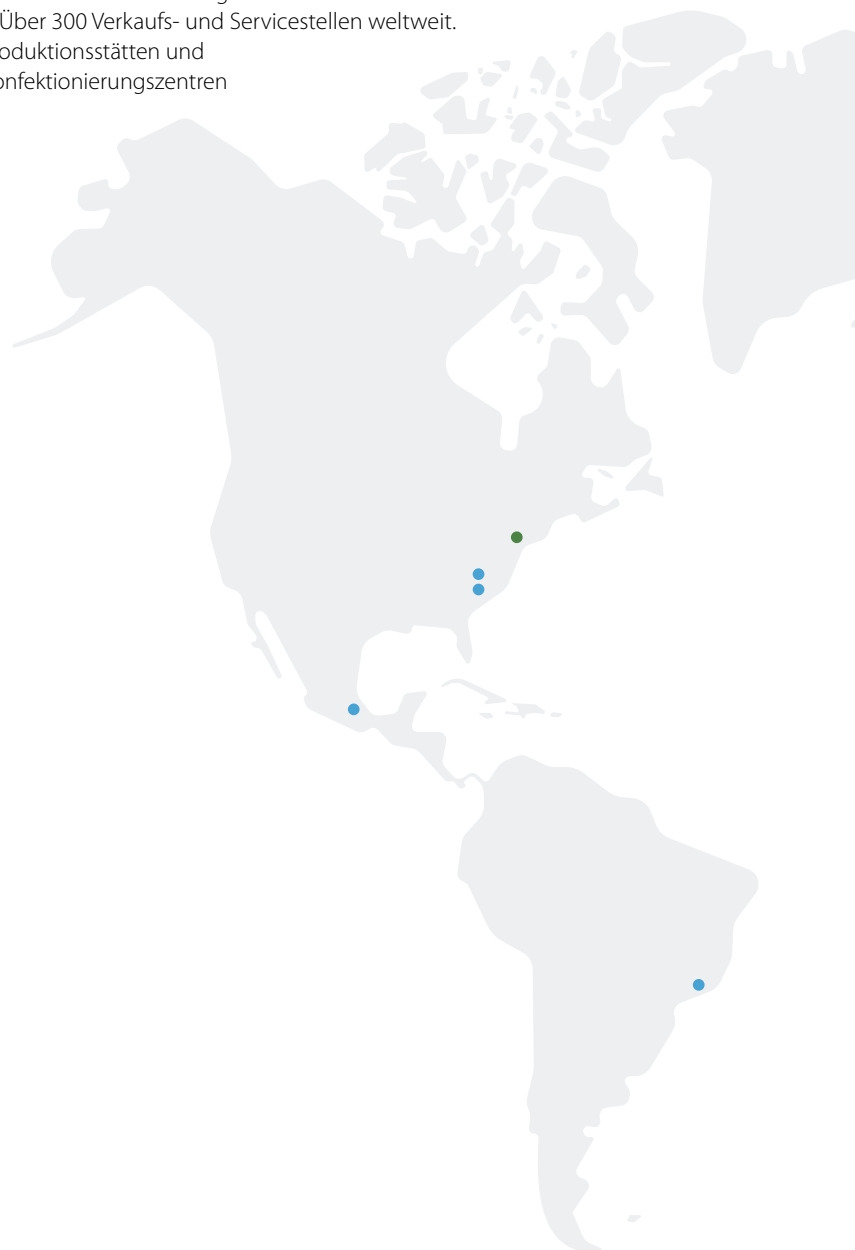 Über 300 Verkaufs- und Servicestellen weltweit.
oduktionsstätten und
onfektionierungszentren